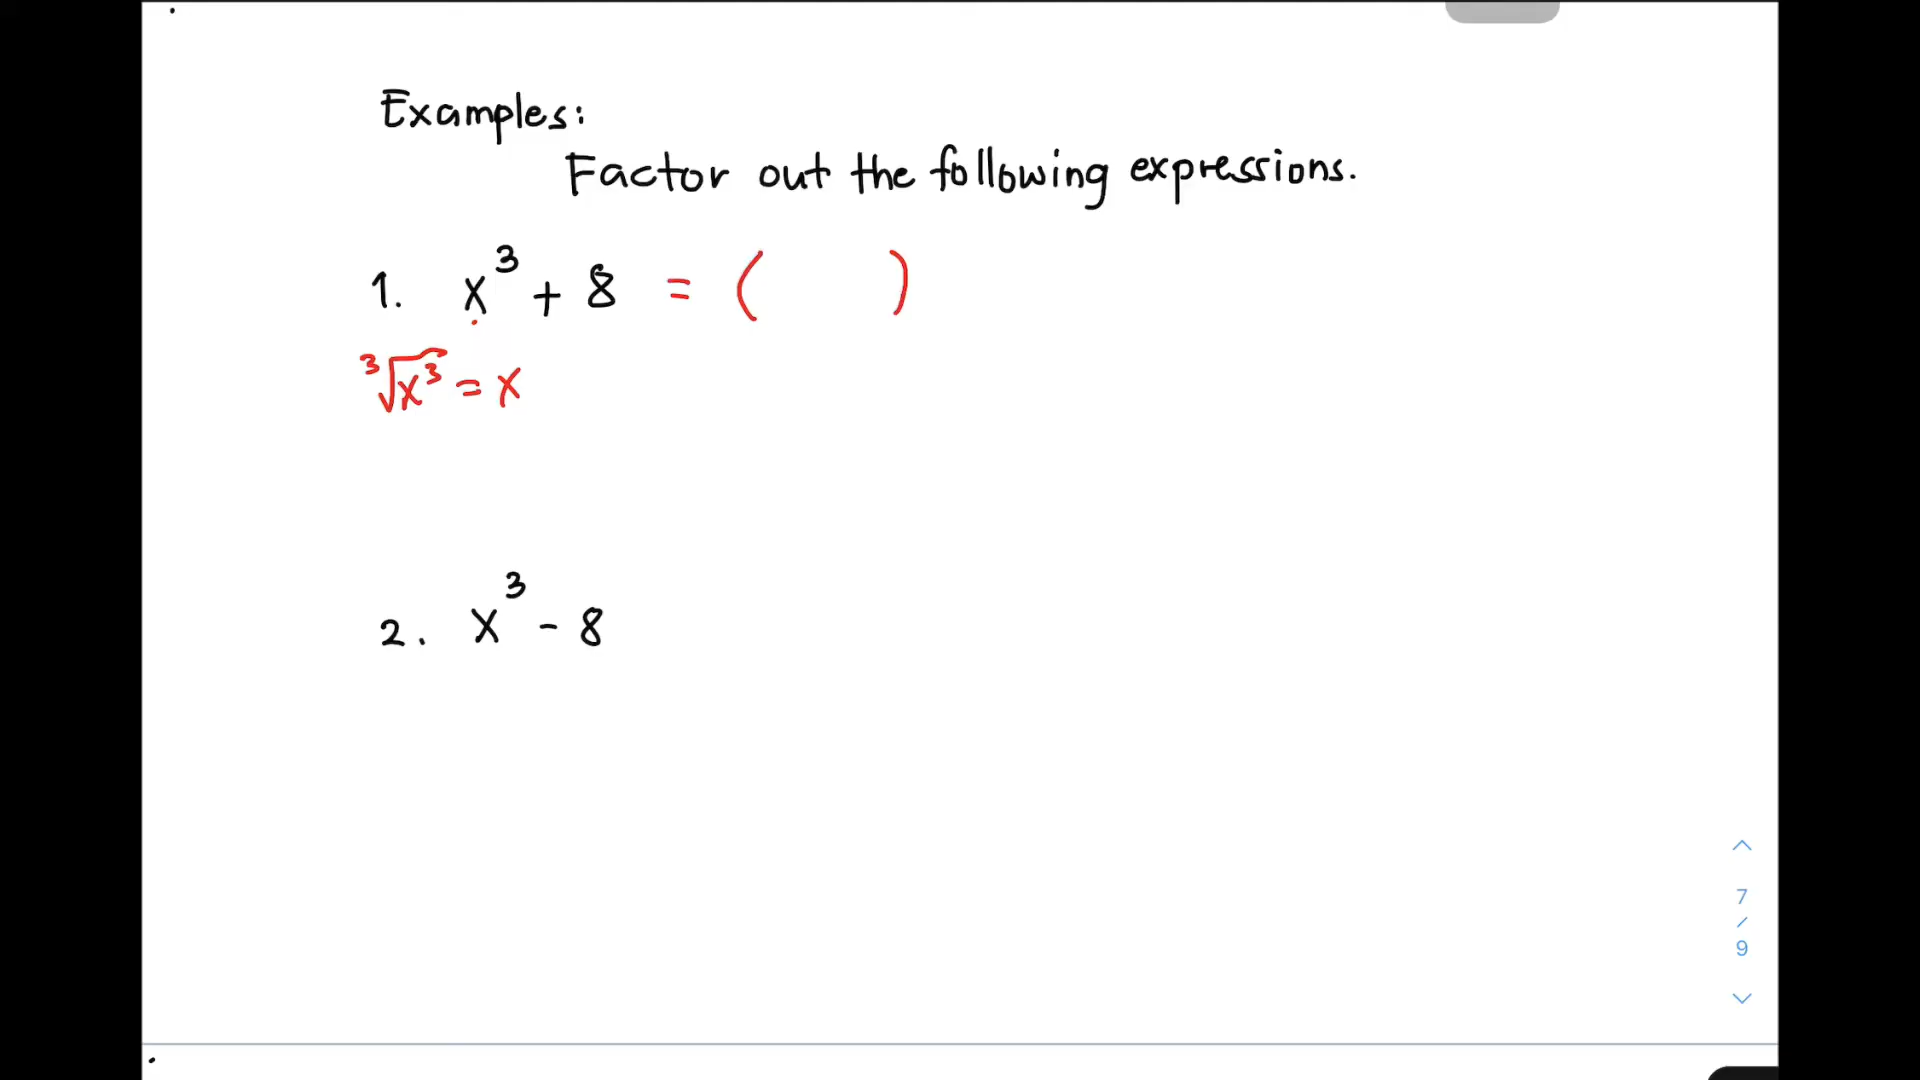 Examples:
Factor out the following expressions.
1. x³ + 8 = (    )
³√x³ = x
2. x³ - 8
7
/
9